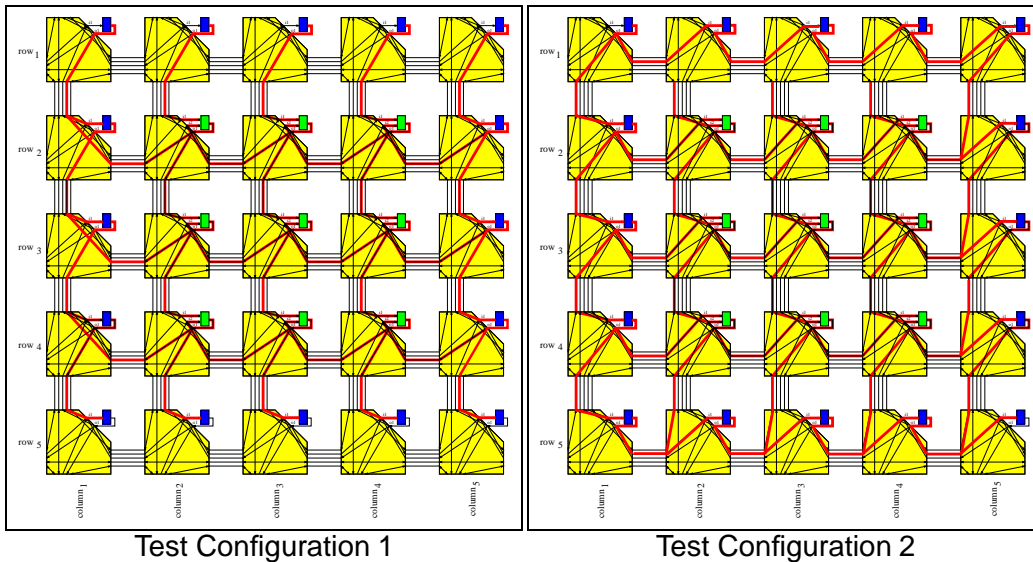 row 1
row 2
row 3
row 4
row 5
column 1
column 2
column 3
column 4
column 5
Test Configuration 1
row 1
row 2
row 3
row 4
row 5
column 1
column 2
column 3
column 4
column 5
Test Configuration 2